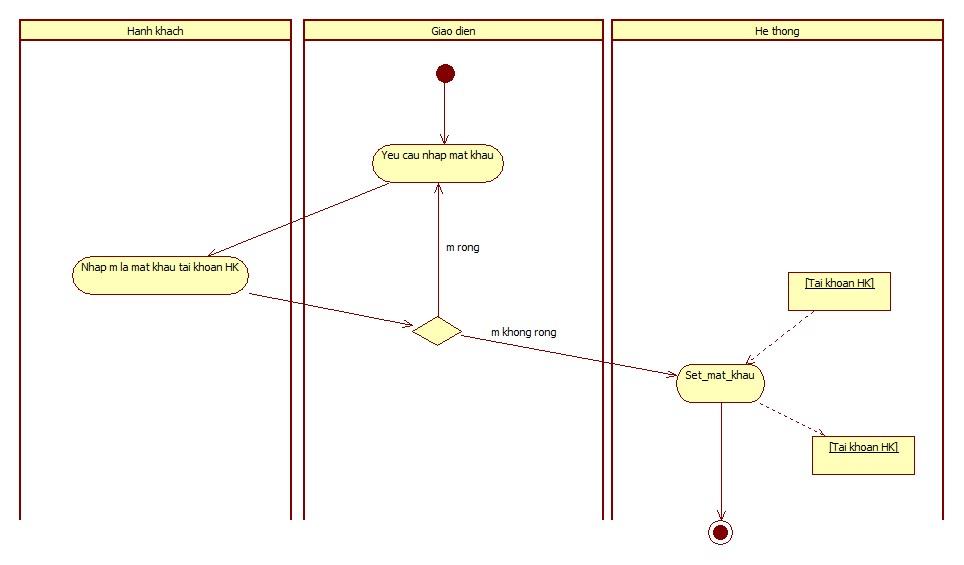 Hanh khach
Giao dien
He thong
Yeu cau nhap mat khau
m rong
Nhap m la mat khau tai khoan HK
[Tai khoan HK]
m khong rong
Set_mat_khau
[Tai khoan HK]